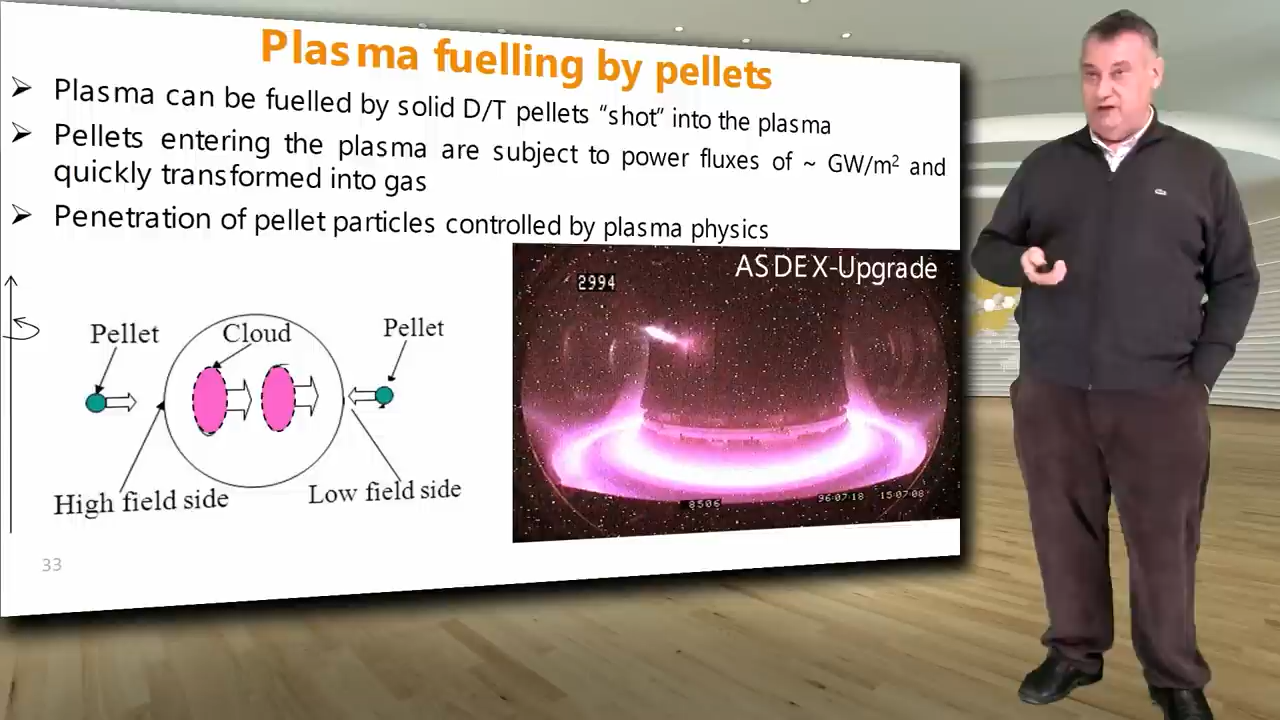 Plasma fuelling by pellets
➢ Plasma can be fuelled by solid D/T pellets “shot” into the plasma
➢ Pellets entering the plasma are subject to power fluxes of ~ GW/m² and
quickly transformed into gas
➢ Penetration of pellet particles controlled by plasma physics
ASDEX-Upgrade
2994
Pellet
Cloud
Pellet
High field side
Low field side
8506
96:07:18 15:07:08
33